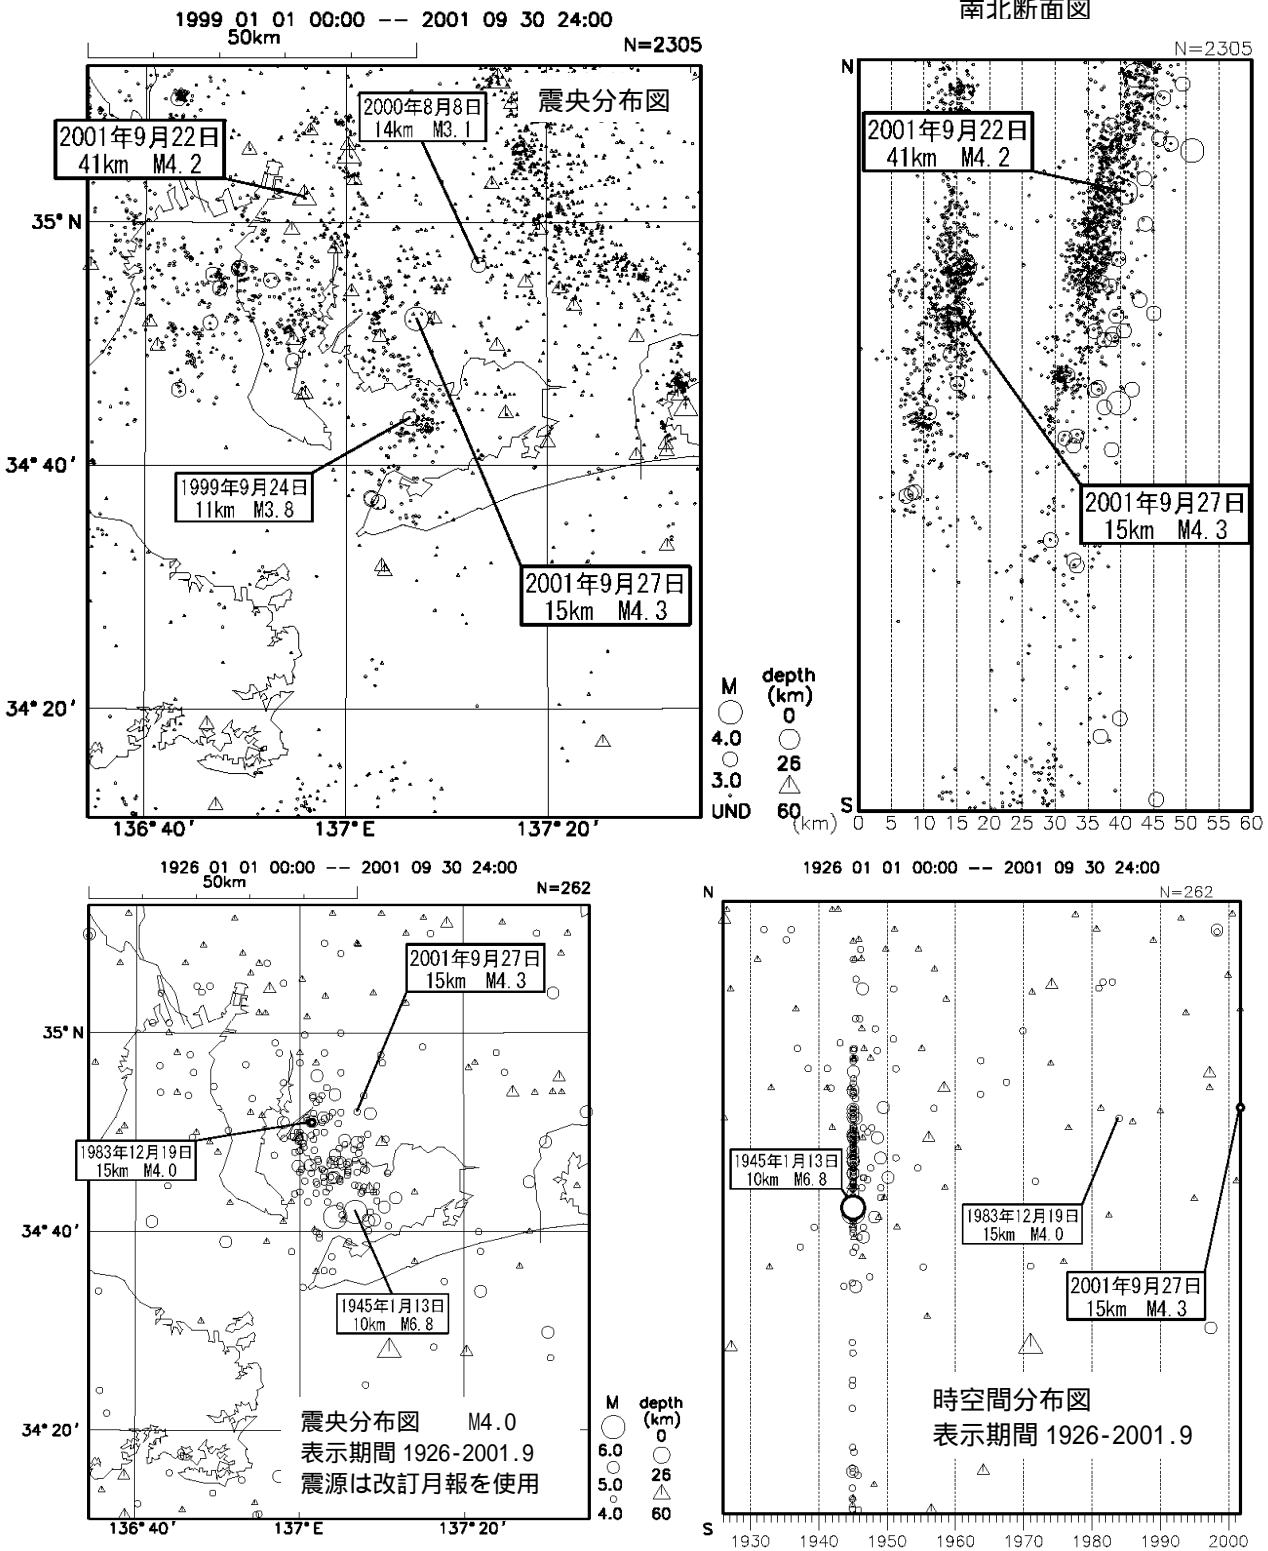 1999 01 01 00:00 -- 2001 09 30 24:00
50km
N=2305
震央分布図
2000年8月8日
14km M3.1
2001年9月22日
41km M4.2
35°N
34°40′
1999年9月24日
11km M3.8
2001年9月27日
15km M4.3
34°20′
136°40′
137°E
137°20′
M
4.0
3.0
UND
depth
(km)
0
26
60
南北断面図
N=2305
N
2001年9月22日
41km M4.2
2001年9月27日
15km M4.3
S
(km) 0 5 10 15 20 25 30 35 40 45 50 55 60
1926 01 01 00:00 -- 2001 09 30 24:00
50km
N=262
2001年9月27日
15km M4.3
35°N
1983年12月19日
15km M4.0
34°40′
1945年1月13日
10km M6.8
34°20′
震央分布図 M4.0
表示期間 1926-2001.9
震源は改訂月報を使用
136°40′
137°E
137°20′
M
6.0
5.0
4.0
depth
(km)
0
26
60
1926 01 01 00:00 -- 2001 09 30 24:00
N
N=262
1945年1月13日
10km M6.8
1983年12月19日
15km M4.0
2001年9月27日
15km M4.3
時空間分布図
表示期間 1926-2001.9
S
1930 1940 1950 1960 1970 1980 1990 2000